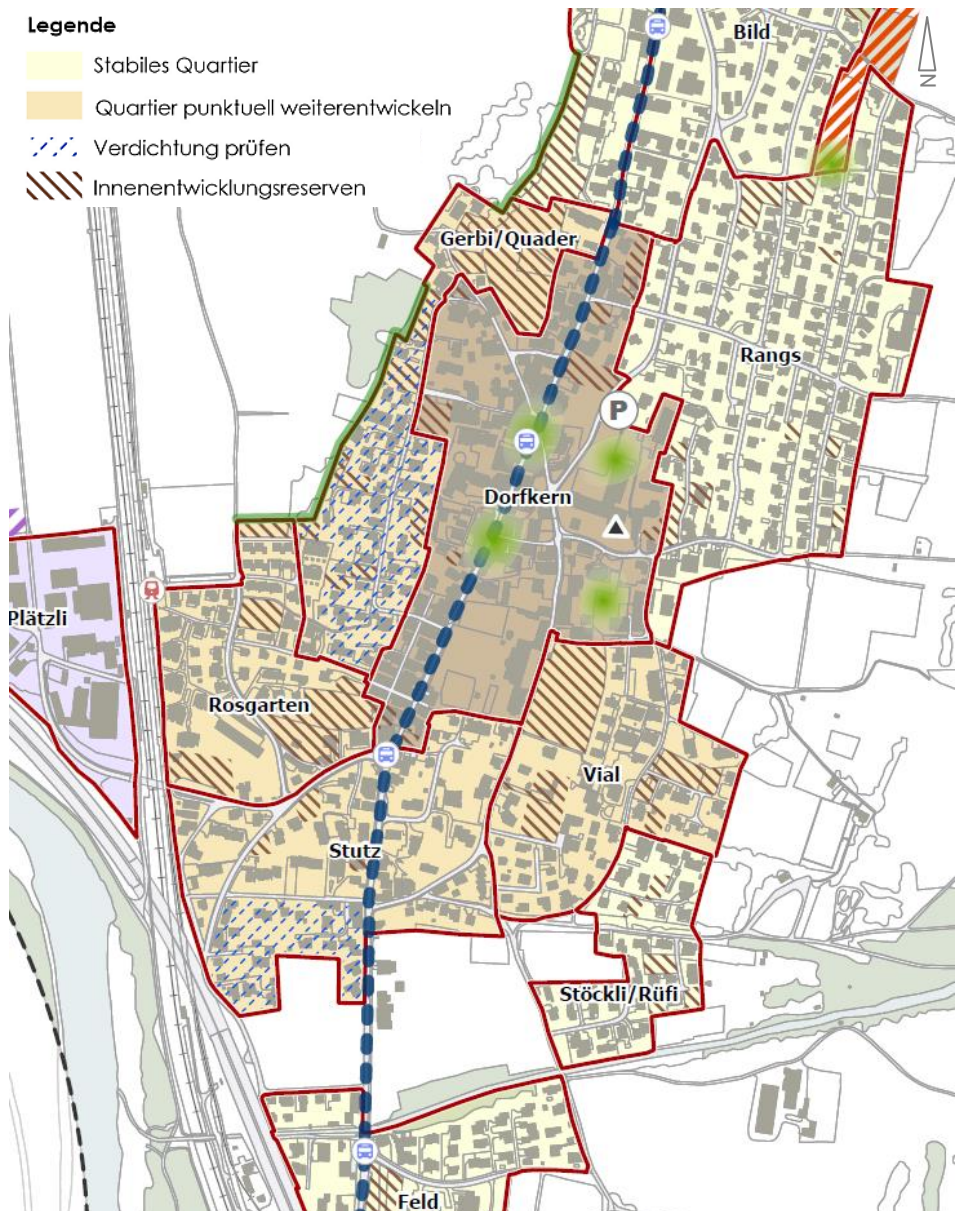 Legende
Stabiles Quartier
Quartier punktuell weiterentwickeln
Verdichtung prüfen
Innenentwicklungsreserven
Bild
N
Gerbi/Quader
Rangs
P
Dorfkern
Plätzli
Rosgarten
Vial
Stutz
Stöckli/Rüfi
Feld